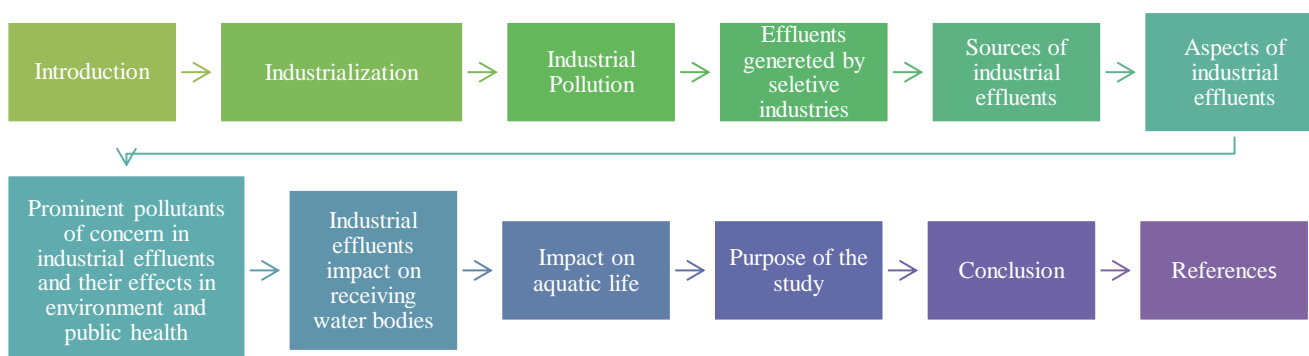 Introduction
Industrialization
Industrial
Pollution
Effluents
genereted by
seletive
industries
Sources of
industrial
effluents
Aspects of
industrial
effluents
Prominent pollutants
of concern in
industrial effluents
and their effects in
environment and
public health
Industrial
effluents
impact on
receiving
water bodies
Impact on
aquatic life
Purpose of the
study
Conclusion
References